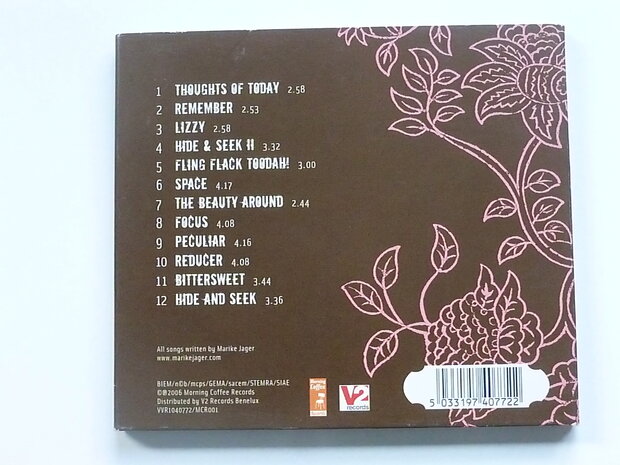 1 THOUGHTS OF TODAY 2.58
2 REMEMBER 2.53
3 LIZZY 2.58
4 HIDE & SEEK II 3.32
5 FLING FLACK TOODAH! 3.00
6 SPACE 4.17
7 THE BEAUTY AROUND 2.44
8 FOCUS 4.08
9 PECULIAR 4.16
10 REDUCER 4.08
11 BITTERSWEET 3.44
12 HIDE AND SEEK 3.36
All songs written by Marike Jager
www.marikejager.com
BIEM/n©b/mcps/GEMA/sacem/STEMRA/SIAE
©℗2006 Morning Coffee Records
Distributed by V2 Records Benelux
VVR1040772/MCR001
Morning
Coffee
Records
V2
records
5 033197 407722